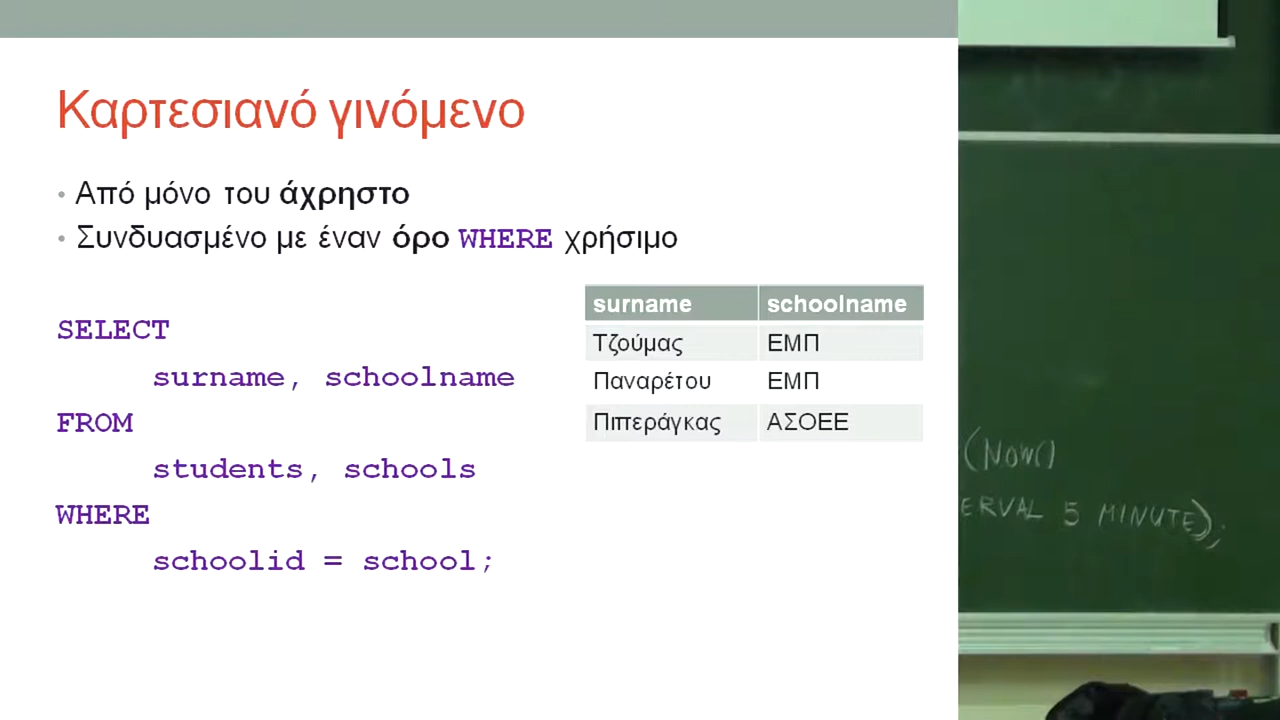 Καρτεσιανό γινόμενο
• Από μόνο του άχρηστο
• Συνδυασμένο με έναν όρο WHERE χρήσιμο
SELECT
surname, schoolname
FROM
students, schools
WHERE
schoolid = school;
surname schoolname
Τζούμας ΕΜΠ
Παναρέτου ΕΜΠ
Πιπεράγκας ΑΣΟΕΕ
(NOW()
ERVAL 5 MINUTE);